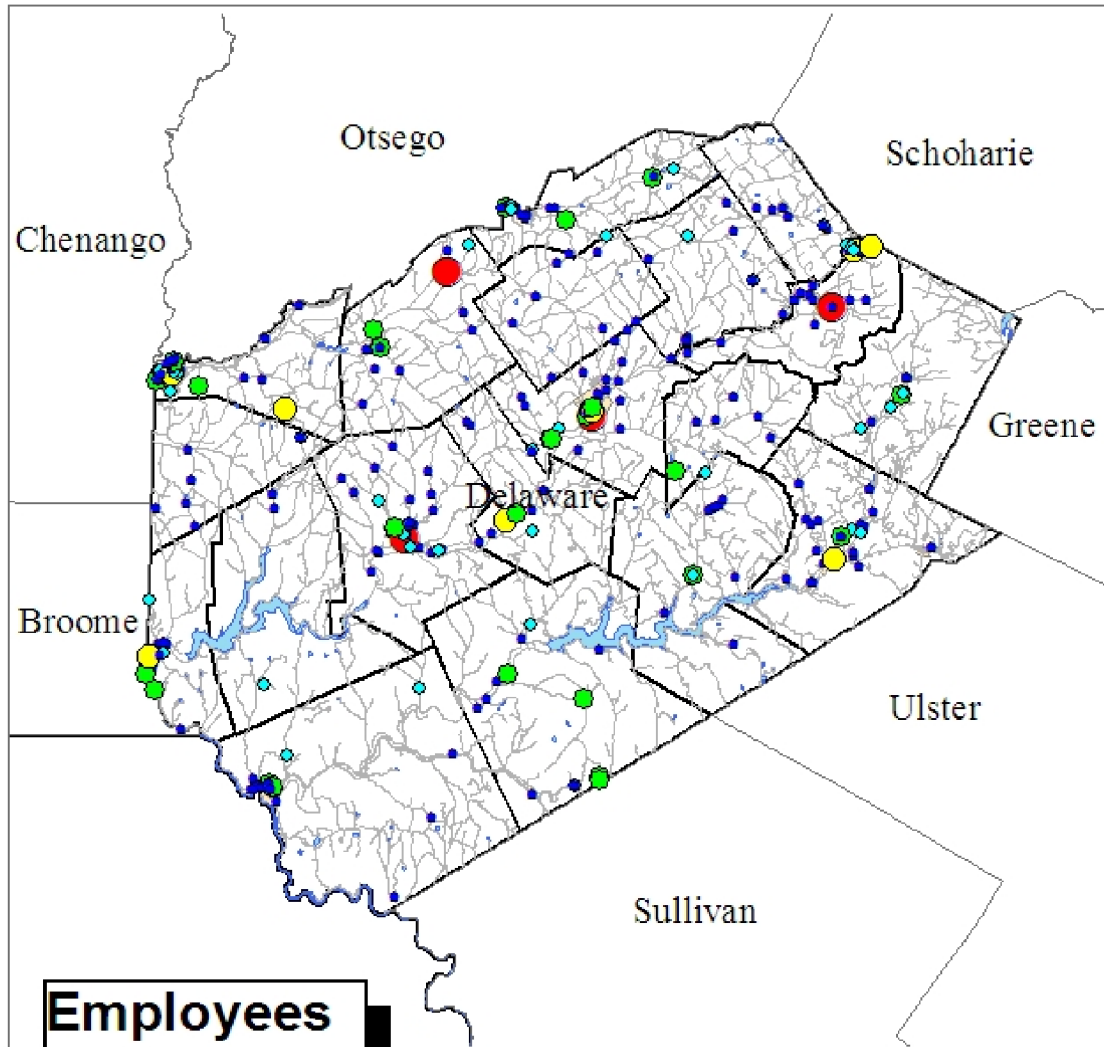 Otsego
Schoharie
Chenango
Greene
Delaware
Broome
Ulster
Sullivan
Employees